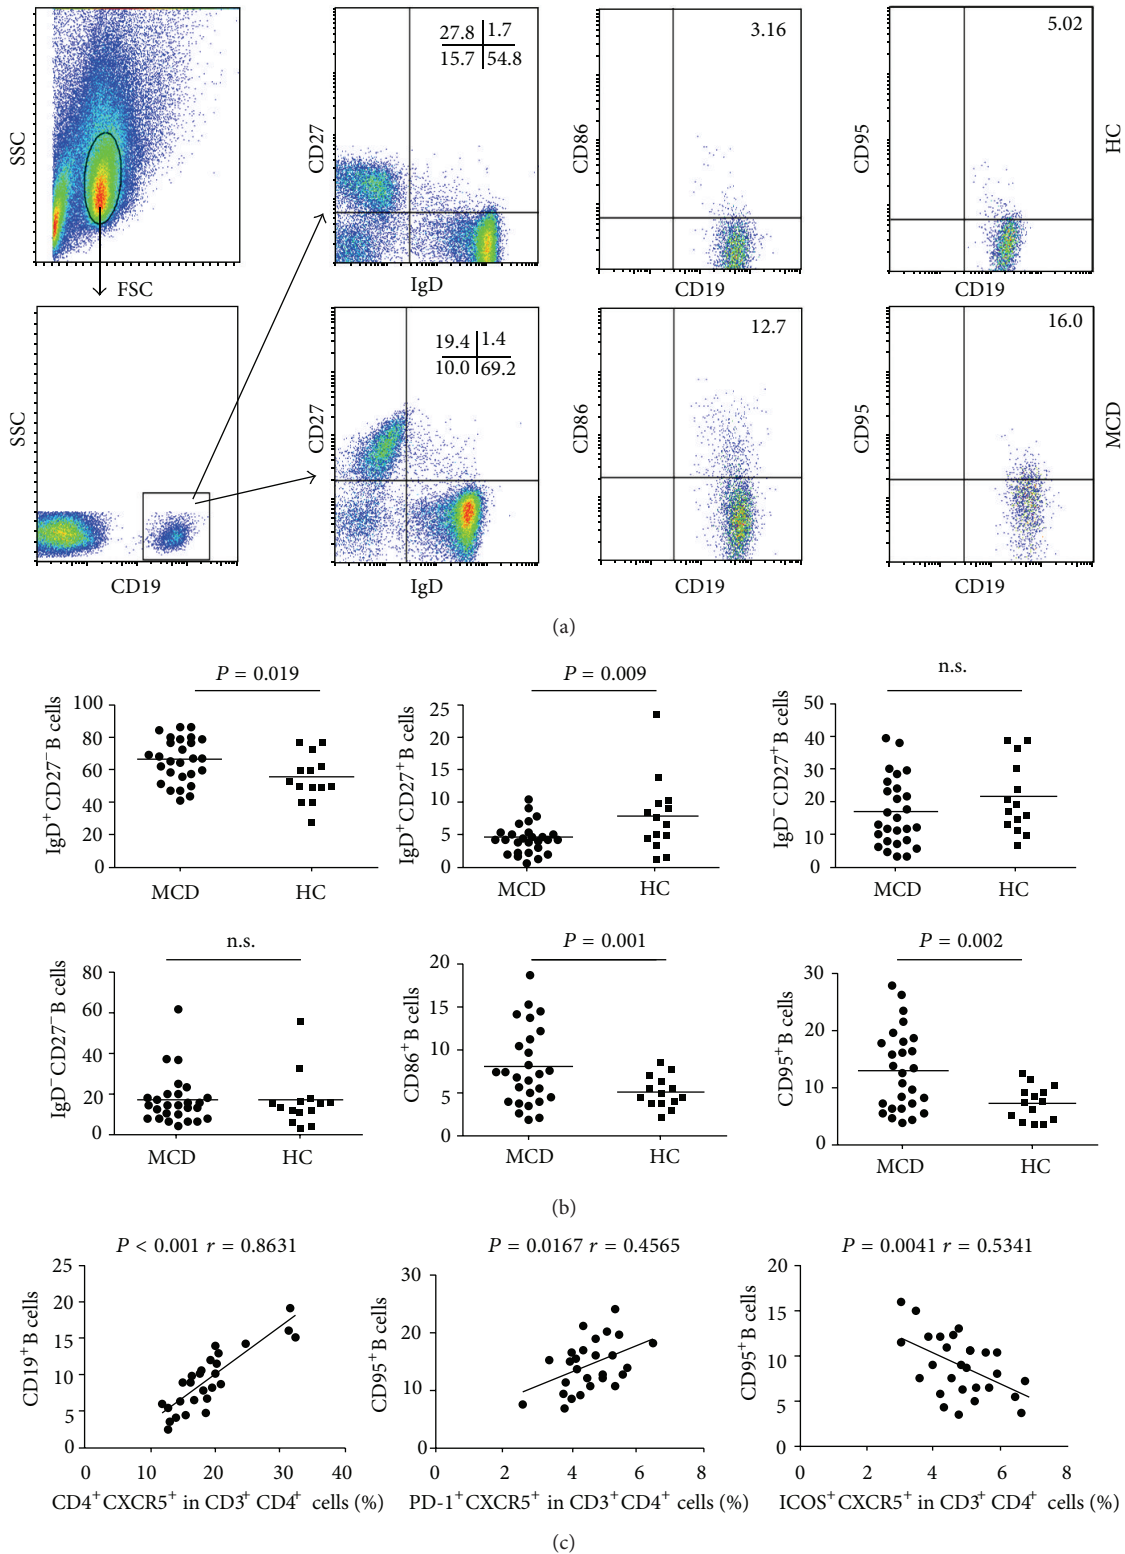 27.8 1.7
15.7 54.8
3.16
5.02
SSC
CD27
CD86
CD95
HC
FSC
IgD
CD19
CD19
19.4 1.4
10.0 69.2
12.7
16.0
SSC
CD27
CD86
CD95
MCD
CD19
IgD
CD19
CD19
(a)
P = 0.019
IgD⁺CD27⁻B cells
100
80
60
40
20
0
MCD HC
P = 0.009
IgD⁺CD27⁺B cells
25
20
15
10
5
0
MCD HC
n.s.
IgD⁻CD27⁺B cells
50
40
30
20
10
0
MCD HC
n.s.
IgD⁻CD27⁻B cells
80
60
40
20
0
MCD HC
P = 0.001
CD86⁺B cells
20
15
10
5
0
MCD HC
P = 0.002
CD95⁺B cells
30
20
10
0
MCD HC
(b)
P < 0.001 r = 0.8631
CD19⁺B cells
25
20
15
10
5
0
0 10 20 30 40
CD4⁺CXCR5⁺ in CD3⁺ CD4⁺ cells (%)
P = 0.0167 r = 0.4565
CD95⁺B cells
30
20
10
0
0 2 4 6 8
PD-1⁺CXCR5⁺ in CD3⁺CD4⁺ cells (%)
P = 0.0041 r = 0.5341
CD95⁺B cells
20
15
10
5
0
0 2 4 6 8
ICOS⁺CXCR5⁺ in CD3⁺ CD4⁺ cells (%)
(c)